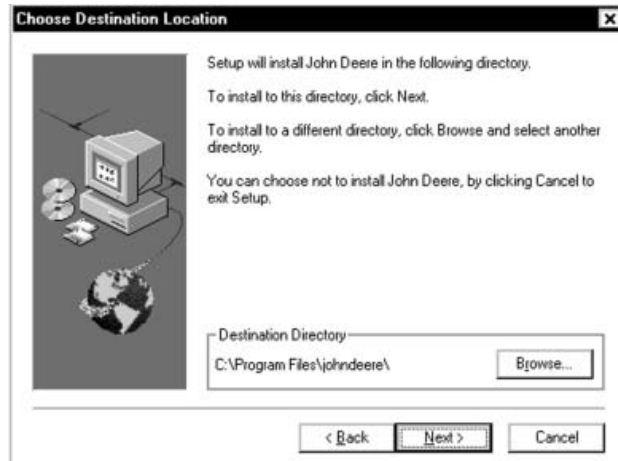 Choose Destination Location
Setup will install John Deere in the following directory.
To install to this directory, click Next.
To install to a different directory, click Browse and select another
directory.
You can choose not to install John Deere, by clicking Cancel to
exit Setup.
Destination Directory
C:\Program Files\johndeere\
Browse...
< Back
Next >
Cancel